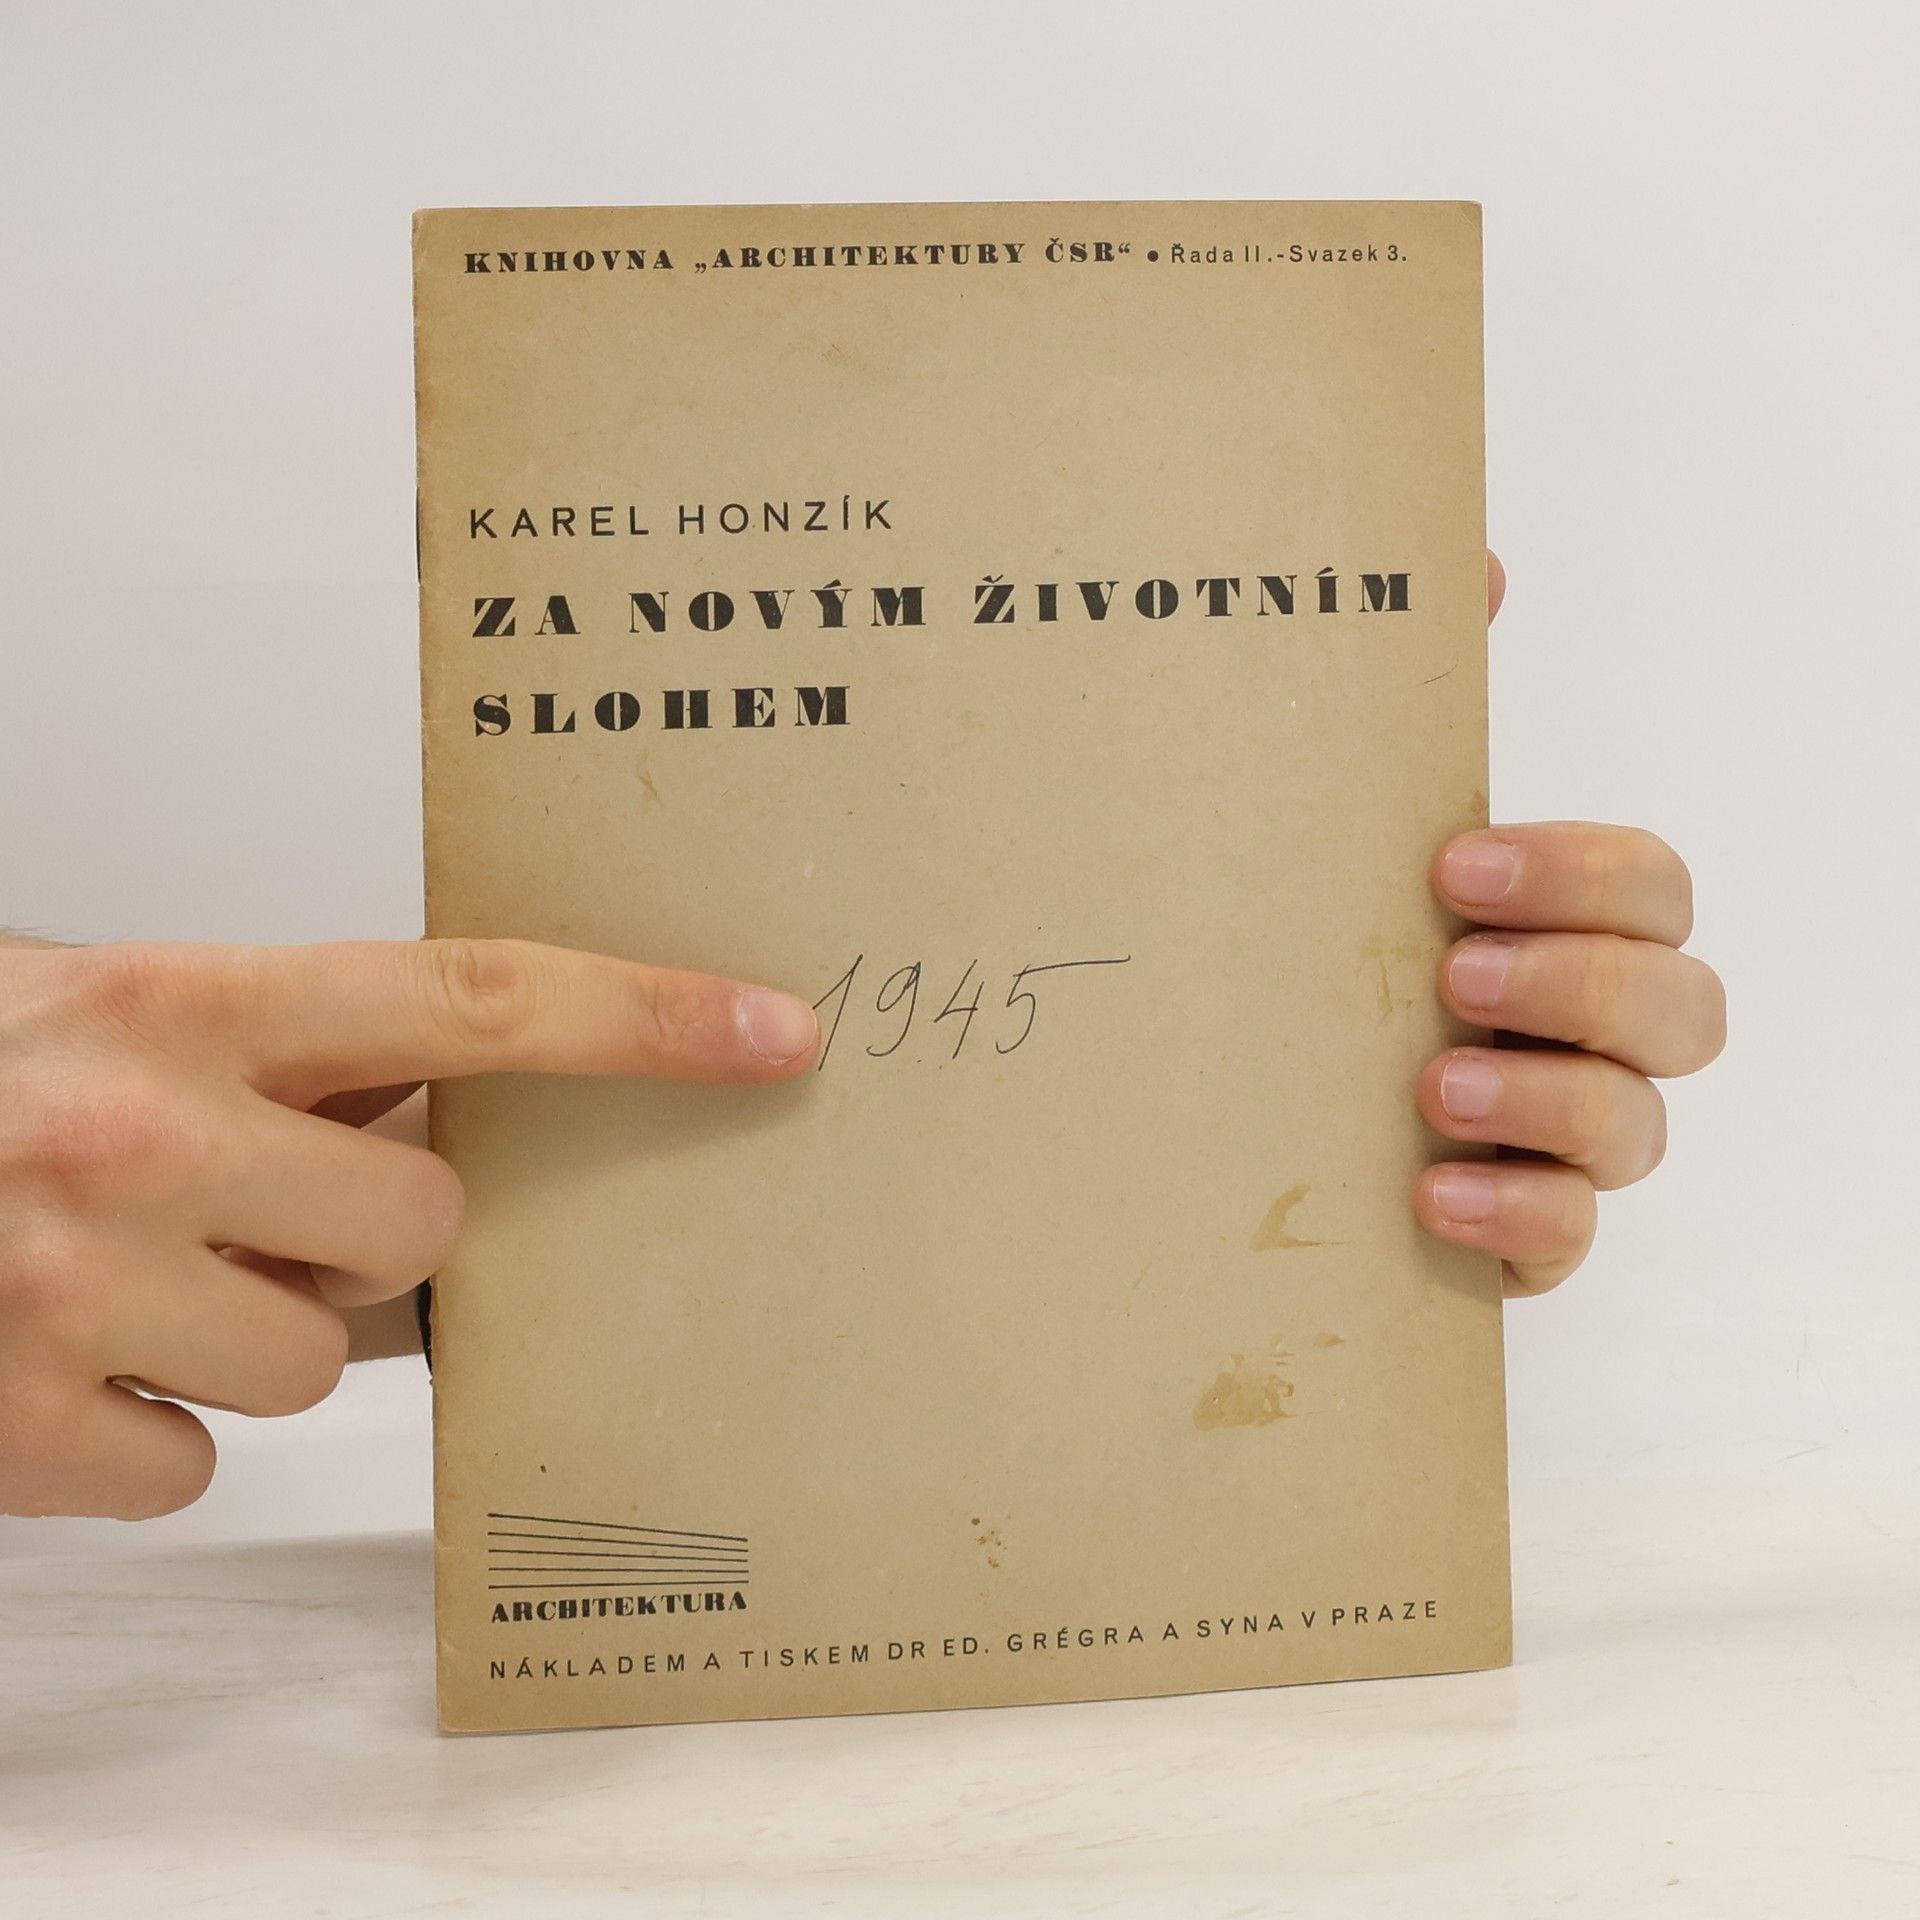 KNIHOVNA „ARCHITEKTURY ČSR“ • Řada II.-Svazek 3.
KAREL HONZÍK
ZA NOVÝM ŽIVOTNÍM
SLOHEM
1945
ARCHITEKTURA
NÁKLADEM A TISKEM DR ED. GRÉGRA A SYNA V PRAZE